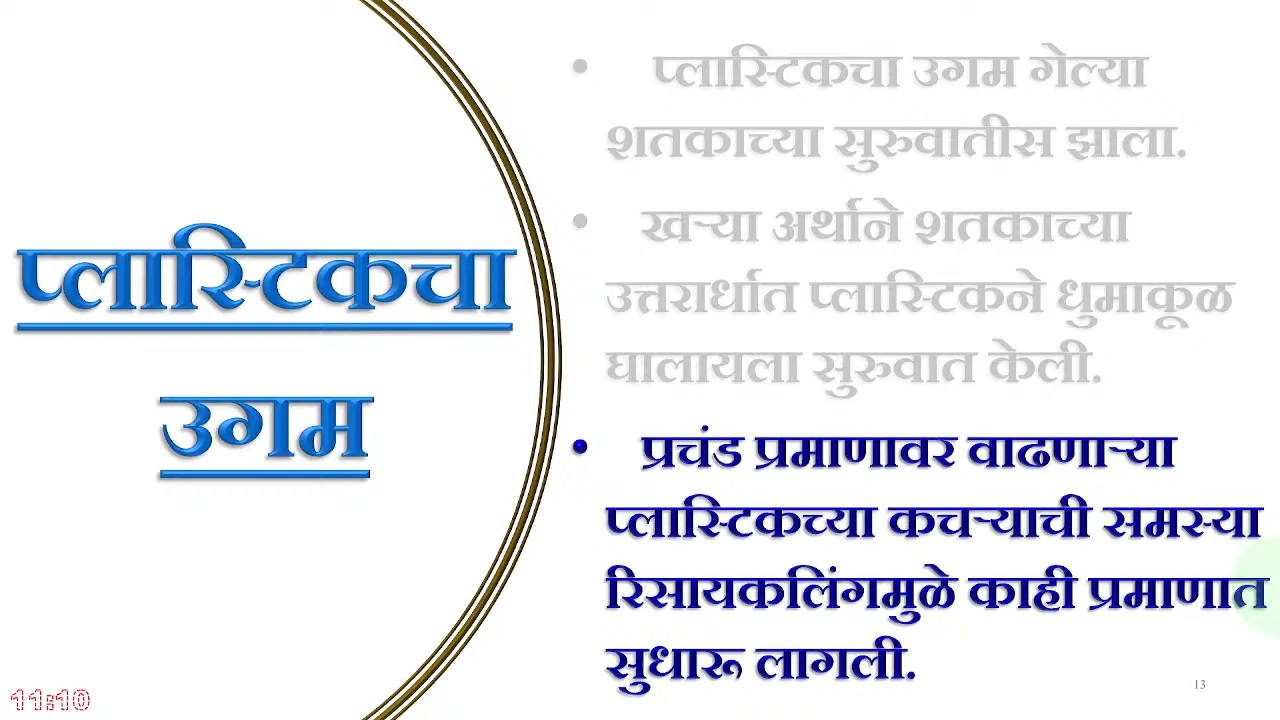 प्लास्टिकचा
उगम
• प्लास्टिकचा उगम गेल्या
शतकाच्या सुरुवातीस झाला.
• खऱ्या अर्थाने शतकाच्या
उत्तरार्धात प्लास्टिकने धुमाकूळ
घालायला सुरुवात केली.
• प्रचंड प्रमाणावर वाढणाऱ्या
प्लास्टिकच्या कचऱ्याची समस्या
रिसायकलिंगमुळे काही प्रमाणात
सुधारू लागली.
11:10
13